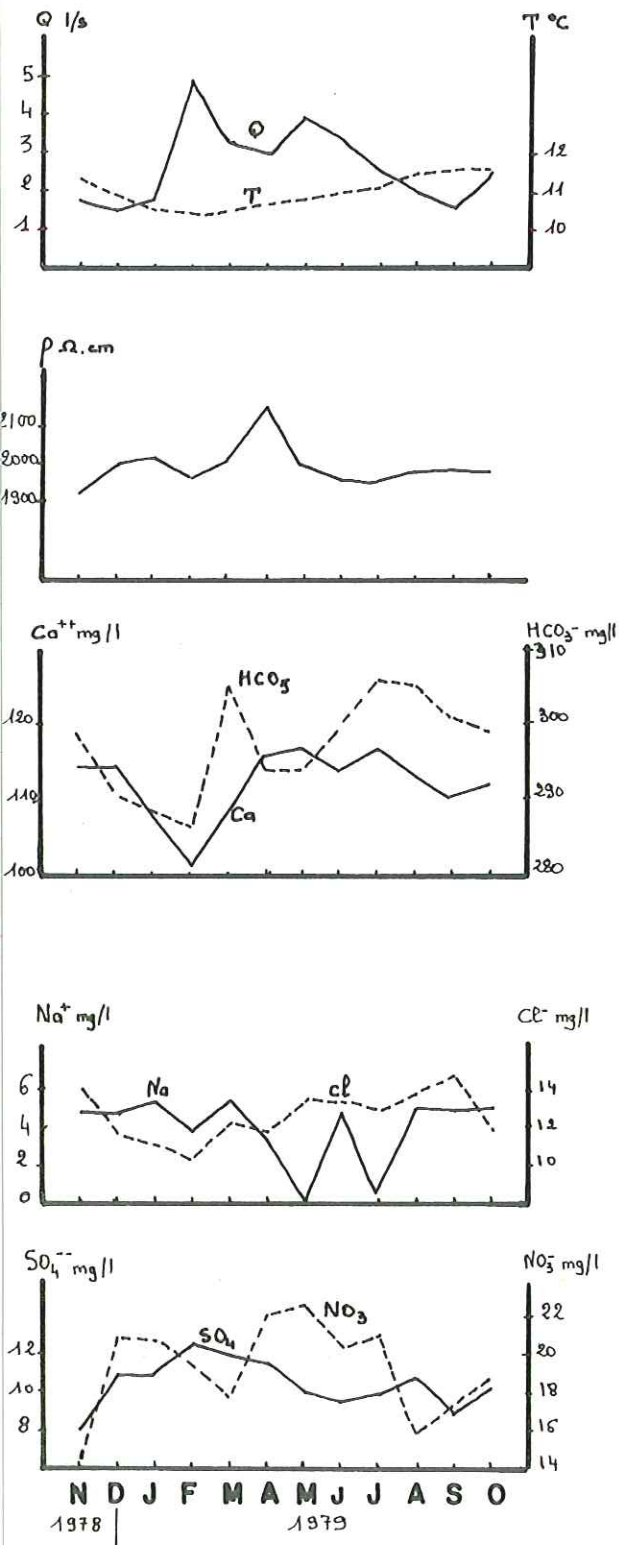 Q l/s T °C
5
4
3 Q 12
2 T 11
1 10
ρ Ω.cm
2100
2000
1900
Ca++ mg/l HCO3- mg/l
310
HCO3
120 300
110 290
Ca
100 280
Na+ mg/l Cl- mg/l
6 Na cl 14
4 12
2 10
0
SO4-- mg/l NO3- mg/l
NO3 22
12 SO4 20
10 18
8 16
14
N D J F M A M J J A S O
1978 1979